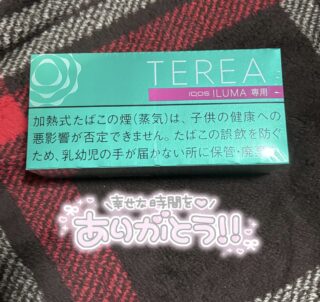 TEREA
IQOS ILUMA 専用
加熱式たばこの煙(蒸気)は、子供の健康への
悪影響が否定できません。たばこの誤飲を防ぐ
ため、乳幼児の手が届かない所に保管・廃棄
幸せな時間を♡
ありがとう!!